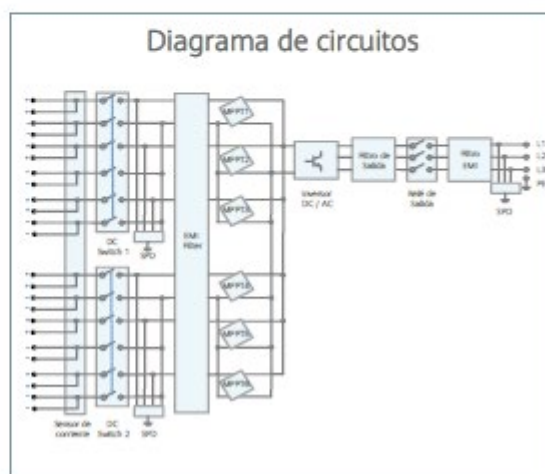 Diagrama de circuitos
MPPT1
MPPT2
MPPT3
MPPT4
MPPT5
MPPT6
EMI
Filter
DC
Switch 1
SPD
DC
Switch 2
SPD
Sensor de
corriente
Inversor
DC / AC
Filtro de
Salida
Relé de
Salida
Filtro
EMI
SPD
L1
L2
L3
PE